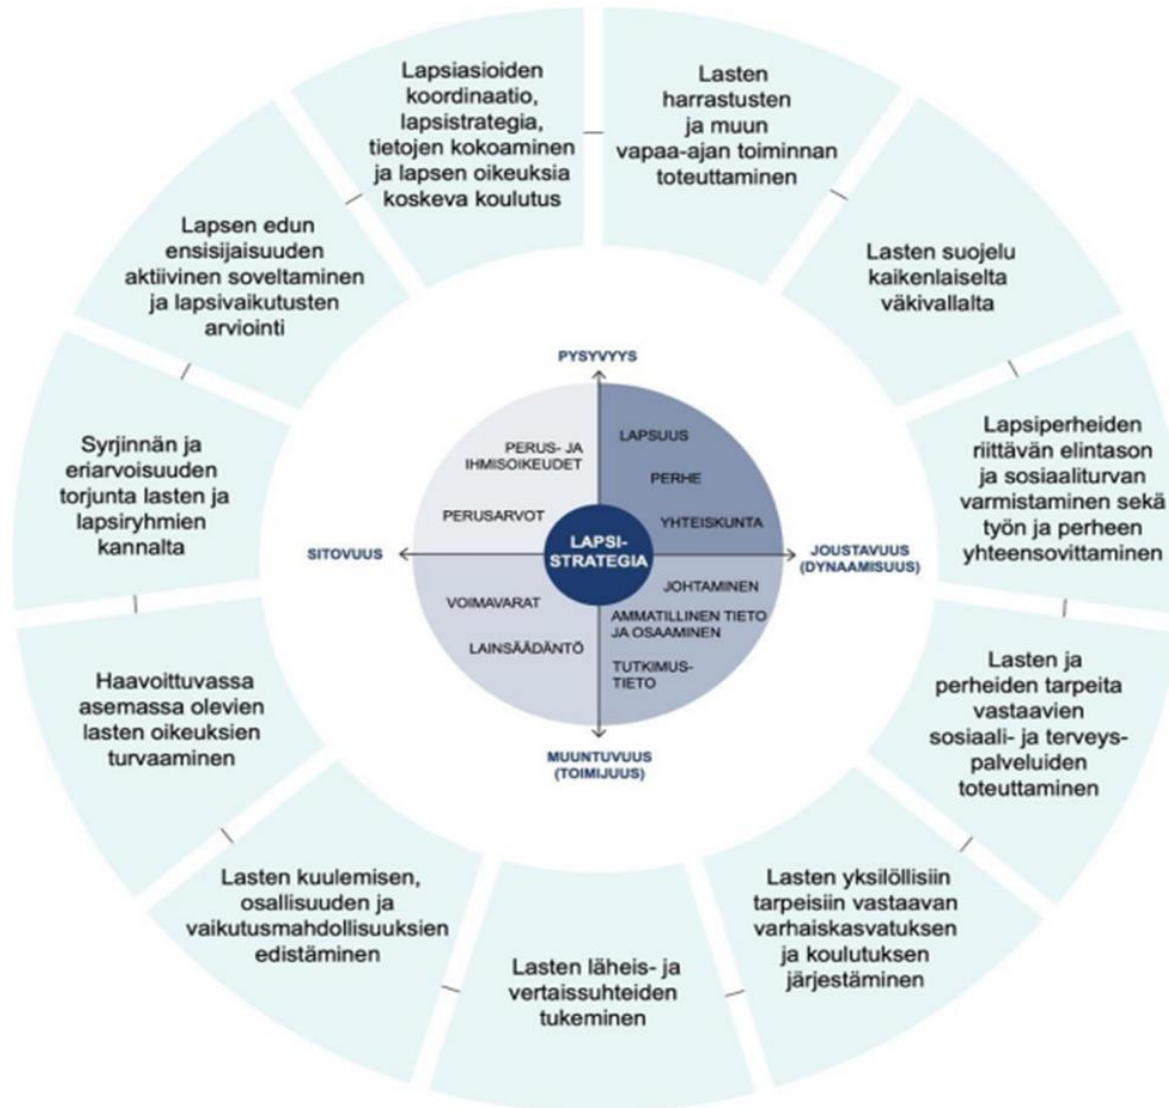 Lapsiasioiden
koordinaatio,
lapsistrategia,
tietojen kokoaminen
ja lapsen oikeuksia
koskeva koulutus
Lasten
harrastusten
ja muun
vapaa-ajan toiminnan
toteuttaminen
Lasten suojelu
kaikenlaiselta
väkivallalta
Lapsiperheiden
riittävän elintason
ja sosiaaliturvan
varmistaminen sekä
työn ja perheen
yhteensovittaminen
Lasten ja
perheiden tarpeita
vastaavien
sosiaali- ja terveys-
palveluiden
toteuttaminen
Lasten yksilöllisiin
tarpeisiin vastaavan
varhaiskasvatuksen
ja koulutuksen
järjestäminen
Lasten läheis- ja
vertaissuhteiden
tukeminen
Lasten kuulemisen,
osallisuuden ja
vaikutusmahdollisuuksien
edistäminen
Haavoittuvassa
asemassa olevien
lasten oikeuksien
turvaaminen
Syrjinnän ja
eriarvoisuuden
torjunta lasten ja
lapsiryhmien
kannalta
Lapsen edun
ensisijaisuuden
aktiivinen soveltaminen
ja lapsivaikutusten
arviointi
PYSYVYYS
PERUS- JA
IHMISOIKEUDET
PERUSARVOT
LAPSUUS
PERHE
YHTEISKUNTA
SITOVUUS
LAPSI-
STRATEGIA
JOUSTAVUUS
(DYNAAMISUUS)
VOIMAVARAT
LAINSÄÄDÄNTÖ
JOHTAMINEN
AMMATILLINEN TIETO
JA OSAAMINEN
TUTKIMUS-
TIETO
MUUNTUVUUS
(TOIMIJUUS)